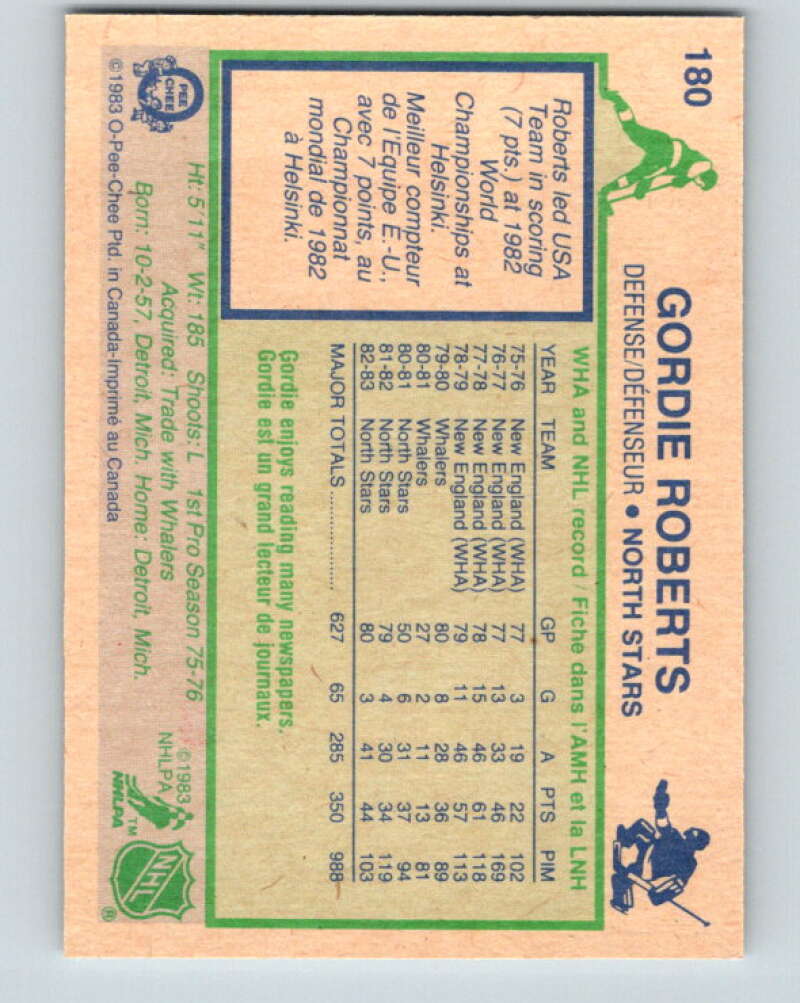 180
GORDIE ROBERTS
DEFENSE/DÉFENSEUR • NORTH STARS
Roberts led USA
Team in scoring
(7 pts.) at 1982
World
Championships at
Helsinki.
Meilleur compteur
de l'Equipe É.-U.,
avec 7 points, au
Championnat
mondial de 1982
à Helsinki.
WHA and NHL record / Fiche dans l'AMH et la LNH
YEAR TEAM GP G A PTS PIM
75-76 New England (WHA) 77 3 19 22 102
76-77 New England (WHA) 77 13 33 46 169
77-78 New England (WHA) 78 15 46 61 118
78-79 New England (WHA) 79 11 46 57 113
79-80 Whalers 80 8 28 36 89
80-81 Whalers 27 2 11 13 81
80-81 North Stars 50 6 31 37 94
81-82 North Stars 79 4 30 34 119
82-83 North Stars 80 3 41 44 103
MAJOR TOTALS .................. 627 65 285 350 988
Gordie enjoys reading many newspapers.
Gordie est un grand lecteur de journaux.
O PEE CHEE
Ht: 5'11" Wt: 185 Shoots: L 1st Pro Season 75-76
Acquired: Trade with Whalers
Born: 10-2-57, Detroit, Mich. Home: Detroit, Mich.
©1983 O-Pee-Chee Ptd. in Canada-Imprimé au Canada
©1983
NHLPA
TM
NHLPA
NHL
®